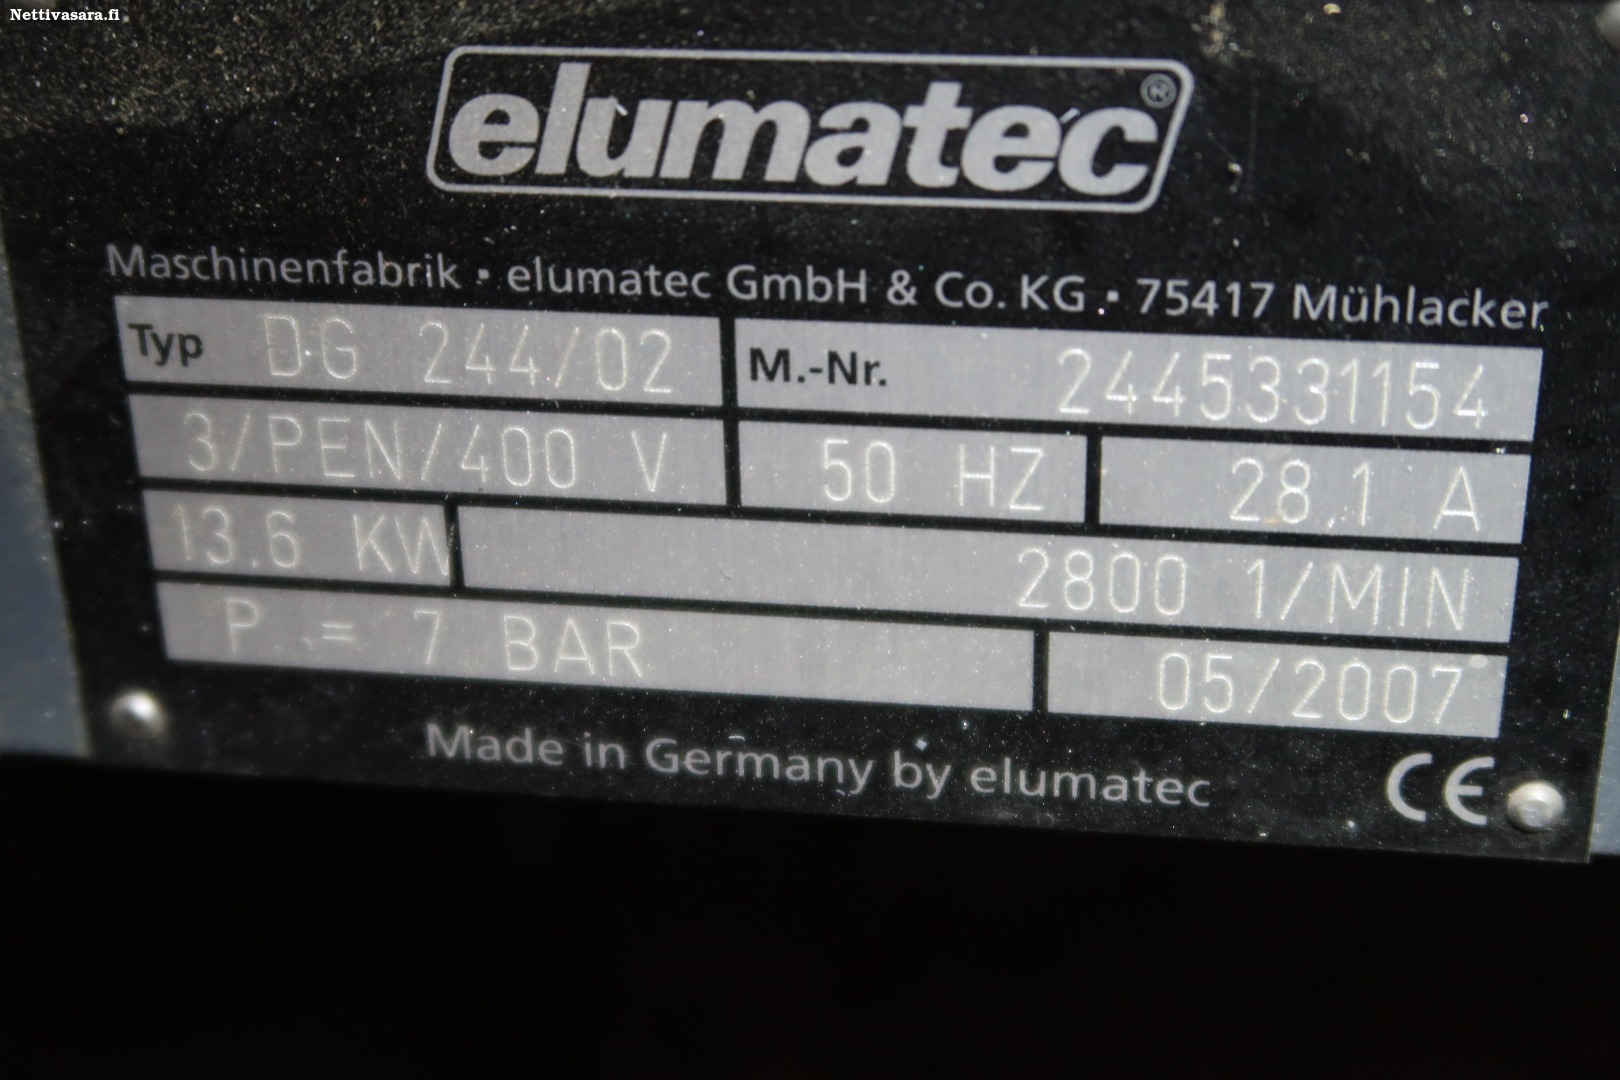 Nettivasara.fi
elumatec®
Maschinenfabrik · elumatec GmbH & Co. KG · 75417 Mühlacker
Typ DG 244/02 M.-Nr. 2445331154
3/PEN/400 V 50 HZ 28.1 A
13.6 KW 2800 1/MIN
P = 7 BAR 05/2007
Made in Germany by elumatec CE